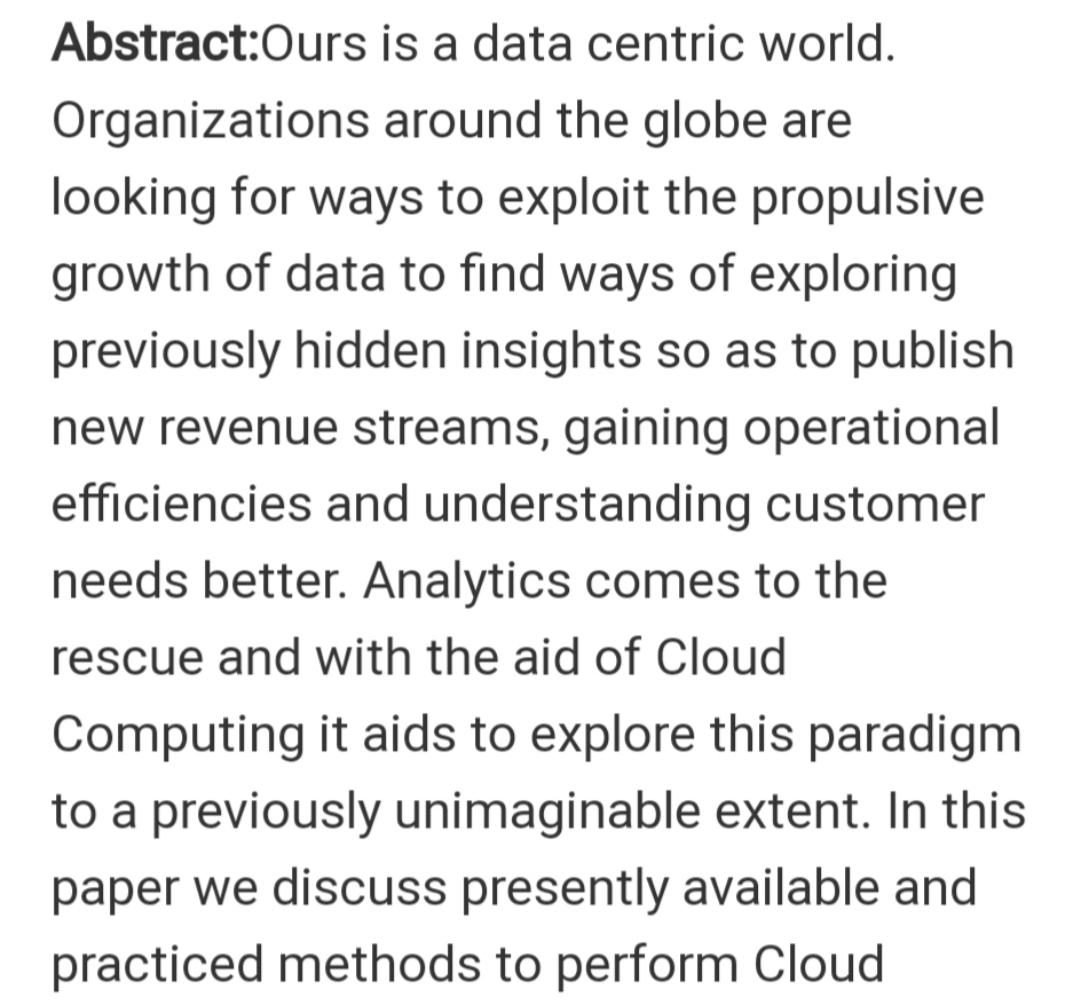 Abstract:Ours is a data centric world.
Organizations around the globe are
looking for ways to exploit the propulsive
growth of data to find ways of exploring
previously hidden insights so as to publish
new revenue streams, gaining operational
efficiencies and understanding customer
needs better. Analytics comes to the
rescue and with the aid of Cloud
Computing it aids to explore this paradigm
to a previously unimaginable extent. In this
paper we discuss presently available and
practiced methods to perform Cloud